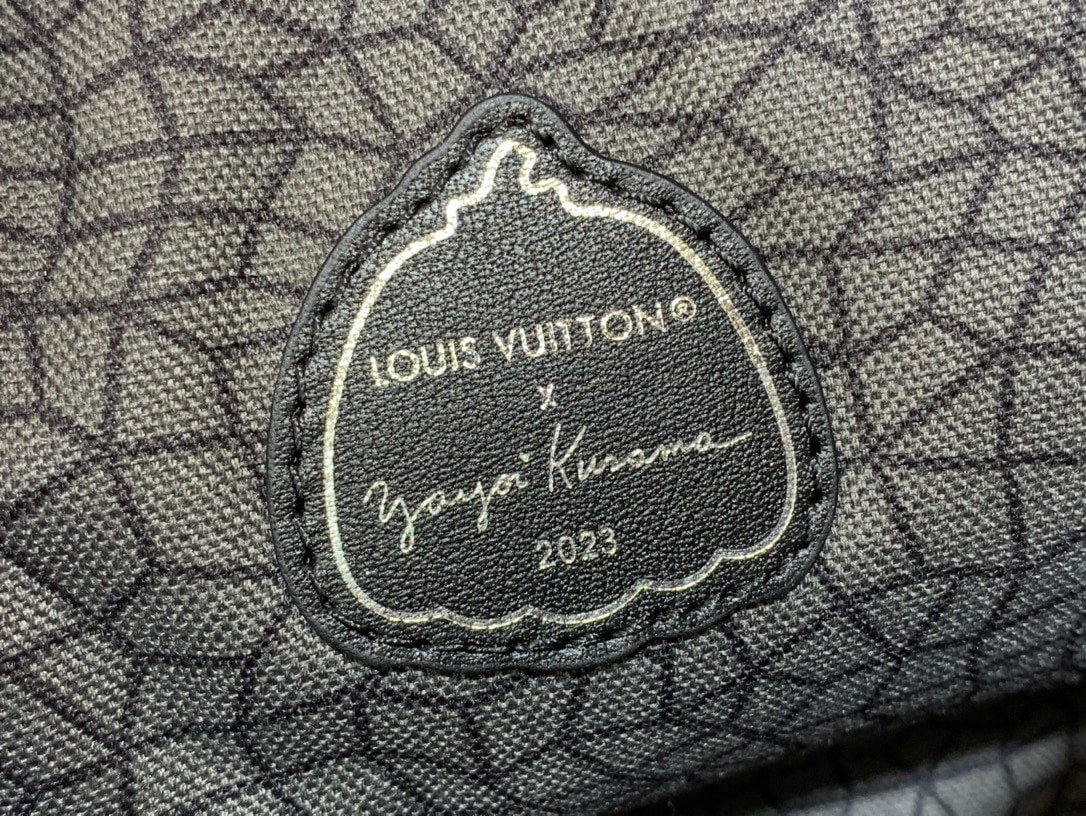 LOUIS VUITTON®
x
Yayoi Kusama
2023